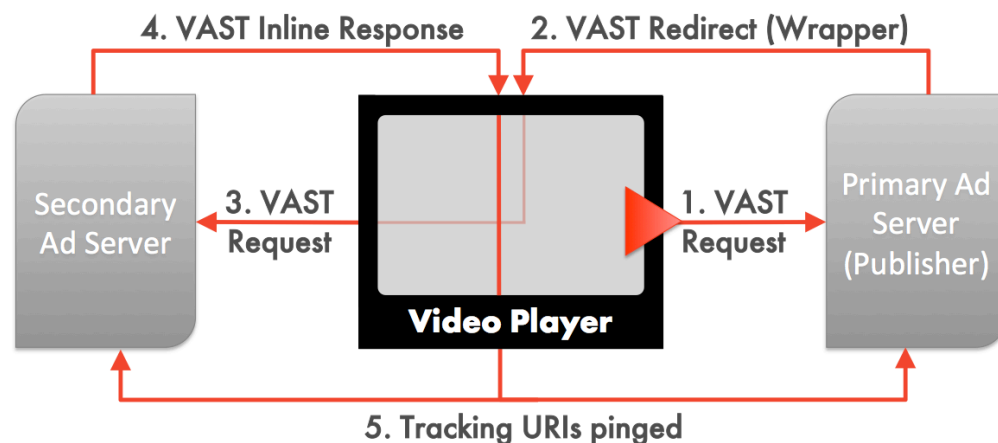 4. VAST Inline Response
2. VAST Redirect (Wrapper)
Secondary
Ad Server
3. VAST
Request
1. VAST
Request
Primary Ad
Server
(Publisher)
Video Player
5. Tracking URIs pinged